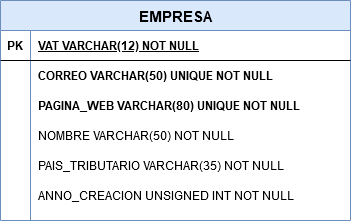 EMPRESA
PK VAT VARCHAR(12) NOT NULL
CORREO VARCHAR(50) UNIQUE NOT NULL
PAGINA_WEB VARCHAR(80) UNIQUE NOT NULL
NOMBRE VARCHAR(50) NOT NULL
PAIS_TRIBUTARIO VARCHAR(35) NOT NULL
ANNO_CREACION UNSIGNED INT NOT NULL